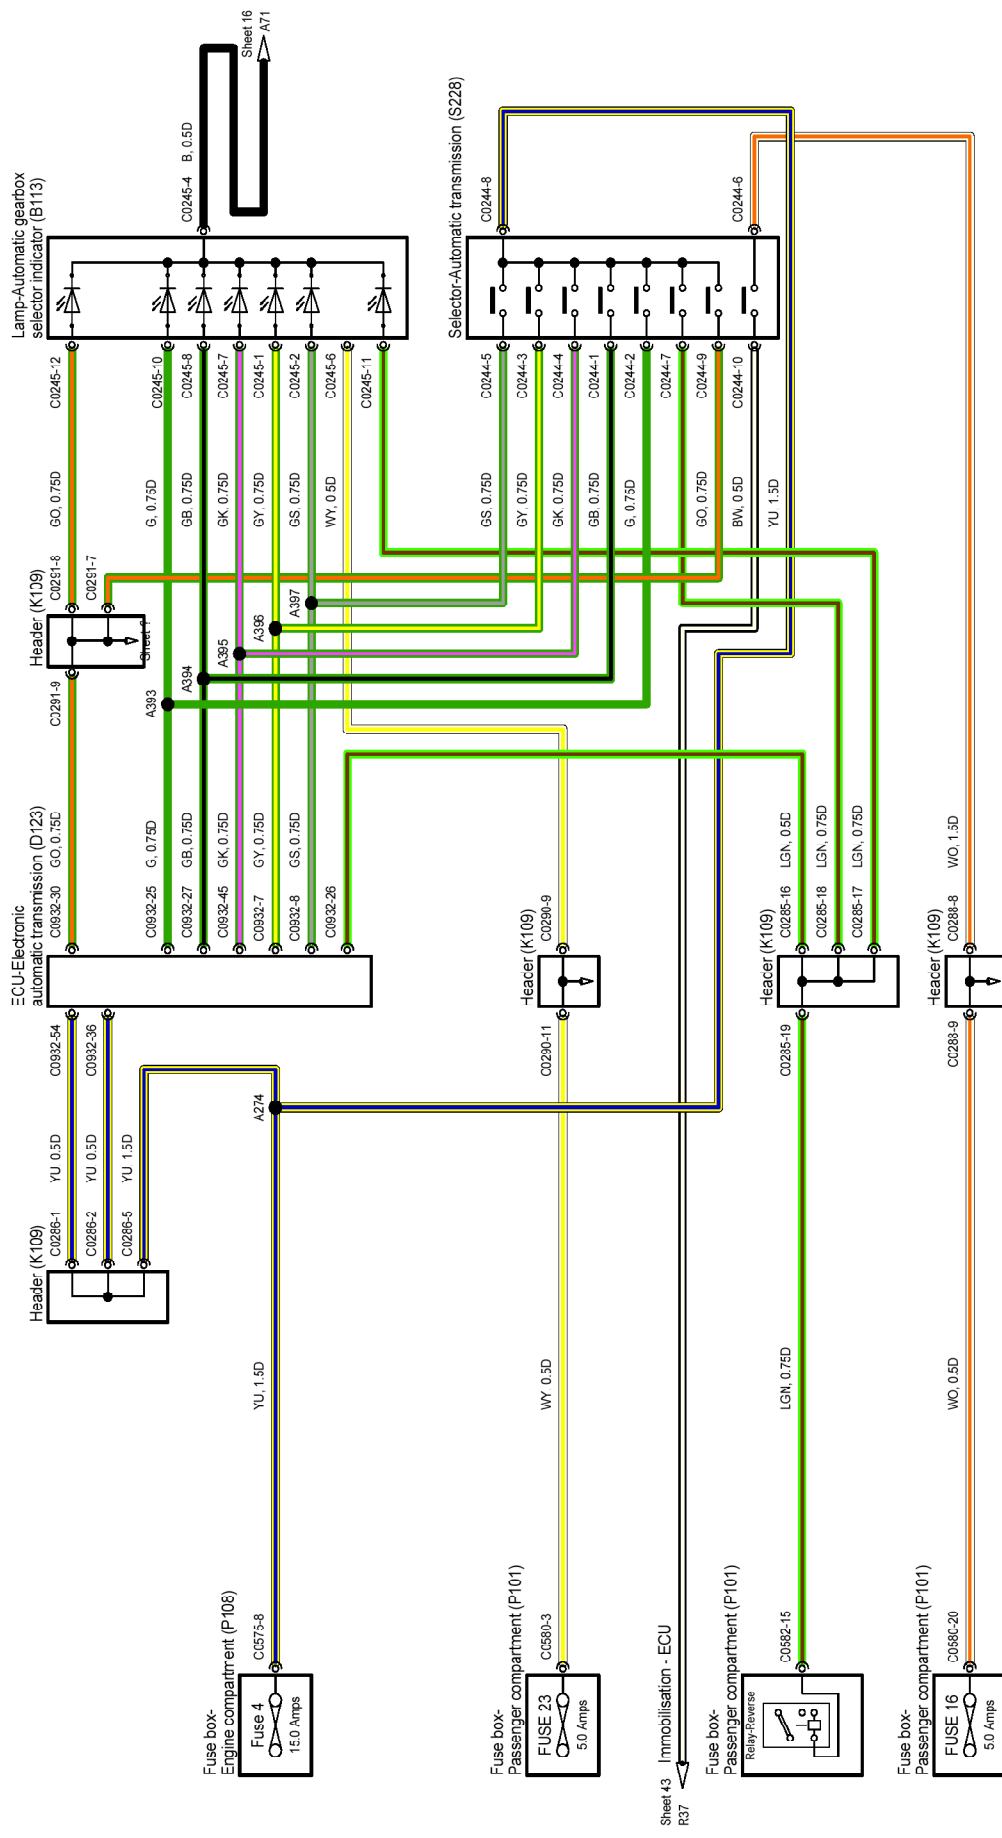 Sheet 16
A71
Lamp-Automatic gearbox
selector indicator (B113)
C0245-4
B, 0.5D
C0245-12
C0245-10
C0245-8
C0245-7
C0245-1
C0245-2
C0245-6
C0245-11
GO, 0.75D
G, 0.75D
GB, 0.75D
GK, 0.75D
GY, 0.75D
GS, 0.75D
WY, 0.5D
Selector-Automatic transmission (S228)
C0244-8
C0244-6
C0244-5
C0244-3
C0244-4
C0244-1
C0244-2
C0244-7
C0244-9
C0244-10
GS, 0.75D
GY, 0.75D
GK, 0.75D
GB, 0.75D
G, 0.75D
GO, 0.75D
BW, 0.5D
YU, 1.5D
Header (K109)
C0291-8
C0291-7
C0291-9
A393
A394
A395
A396
A397
ECU-Electronic
automatic transmission (D123)
GO, 0.75D
G, 0.75D
GB, 0.75D
GK, 0.75D
GY, 0.75D
GS, 0.75D
C0932-30
C0932-25
C0932-27
C0932-45
C0932-7
C0932-8
C0932-26
C0932-54
C0932-36
Header (K109)
C0290-9
C0290-11
Header (K109)
C0285-16
C0285-18
C0285-17
LGN, 0.5D
LGN, 0.75D
LGN, 0.75D
C0285-19
Header (K109)
C0288-8
WO, 1.5D
C0288-9
A274
Header (K109)
C0286-1
C0286-2
C0286-5
YU 0.5D
YU 0.5D
YU 1.5D
YU, 1.5D
WY 0.5D
LGN, 0.75D
WO, 0.5D
Fuse box-
Engine compartment (P108)
C0575-8
Fuse 4
15.0 Amps
Fuse box-
Passenger compartment (P101)
C0580-3
FUSE 23
5.0 Amps
Sheet 43
R37
Immobilisation - ECU
Fuse box-
Passenger compartment (P101)
C0582-15
Relay-Reverse
Fuse box-
Passenger compartment (P101)
C0580-20
FUSE 16
5.0 Amps